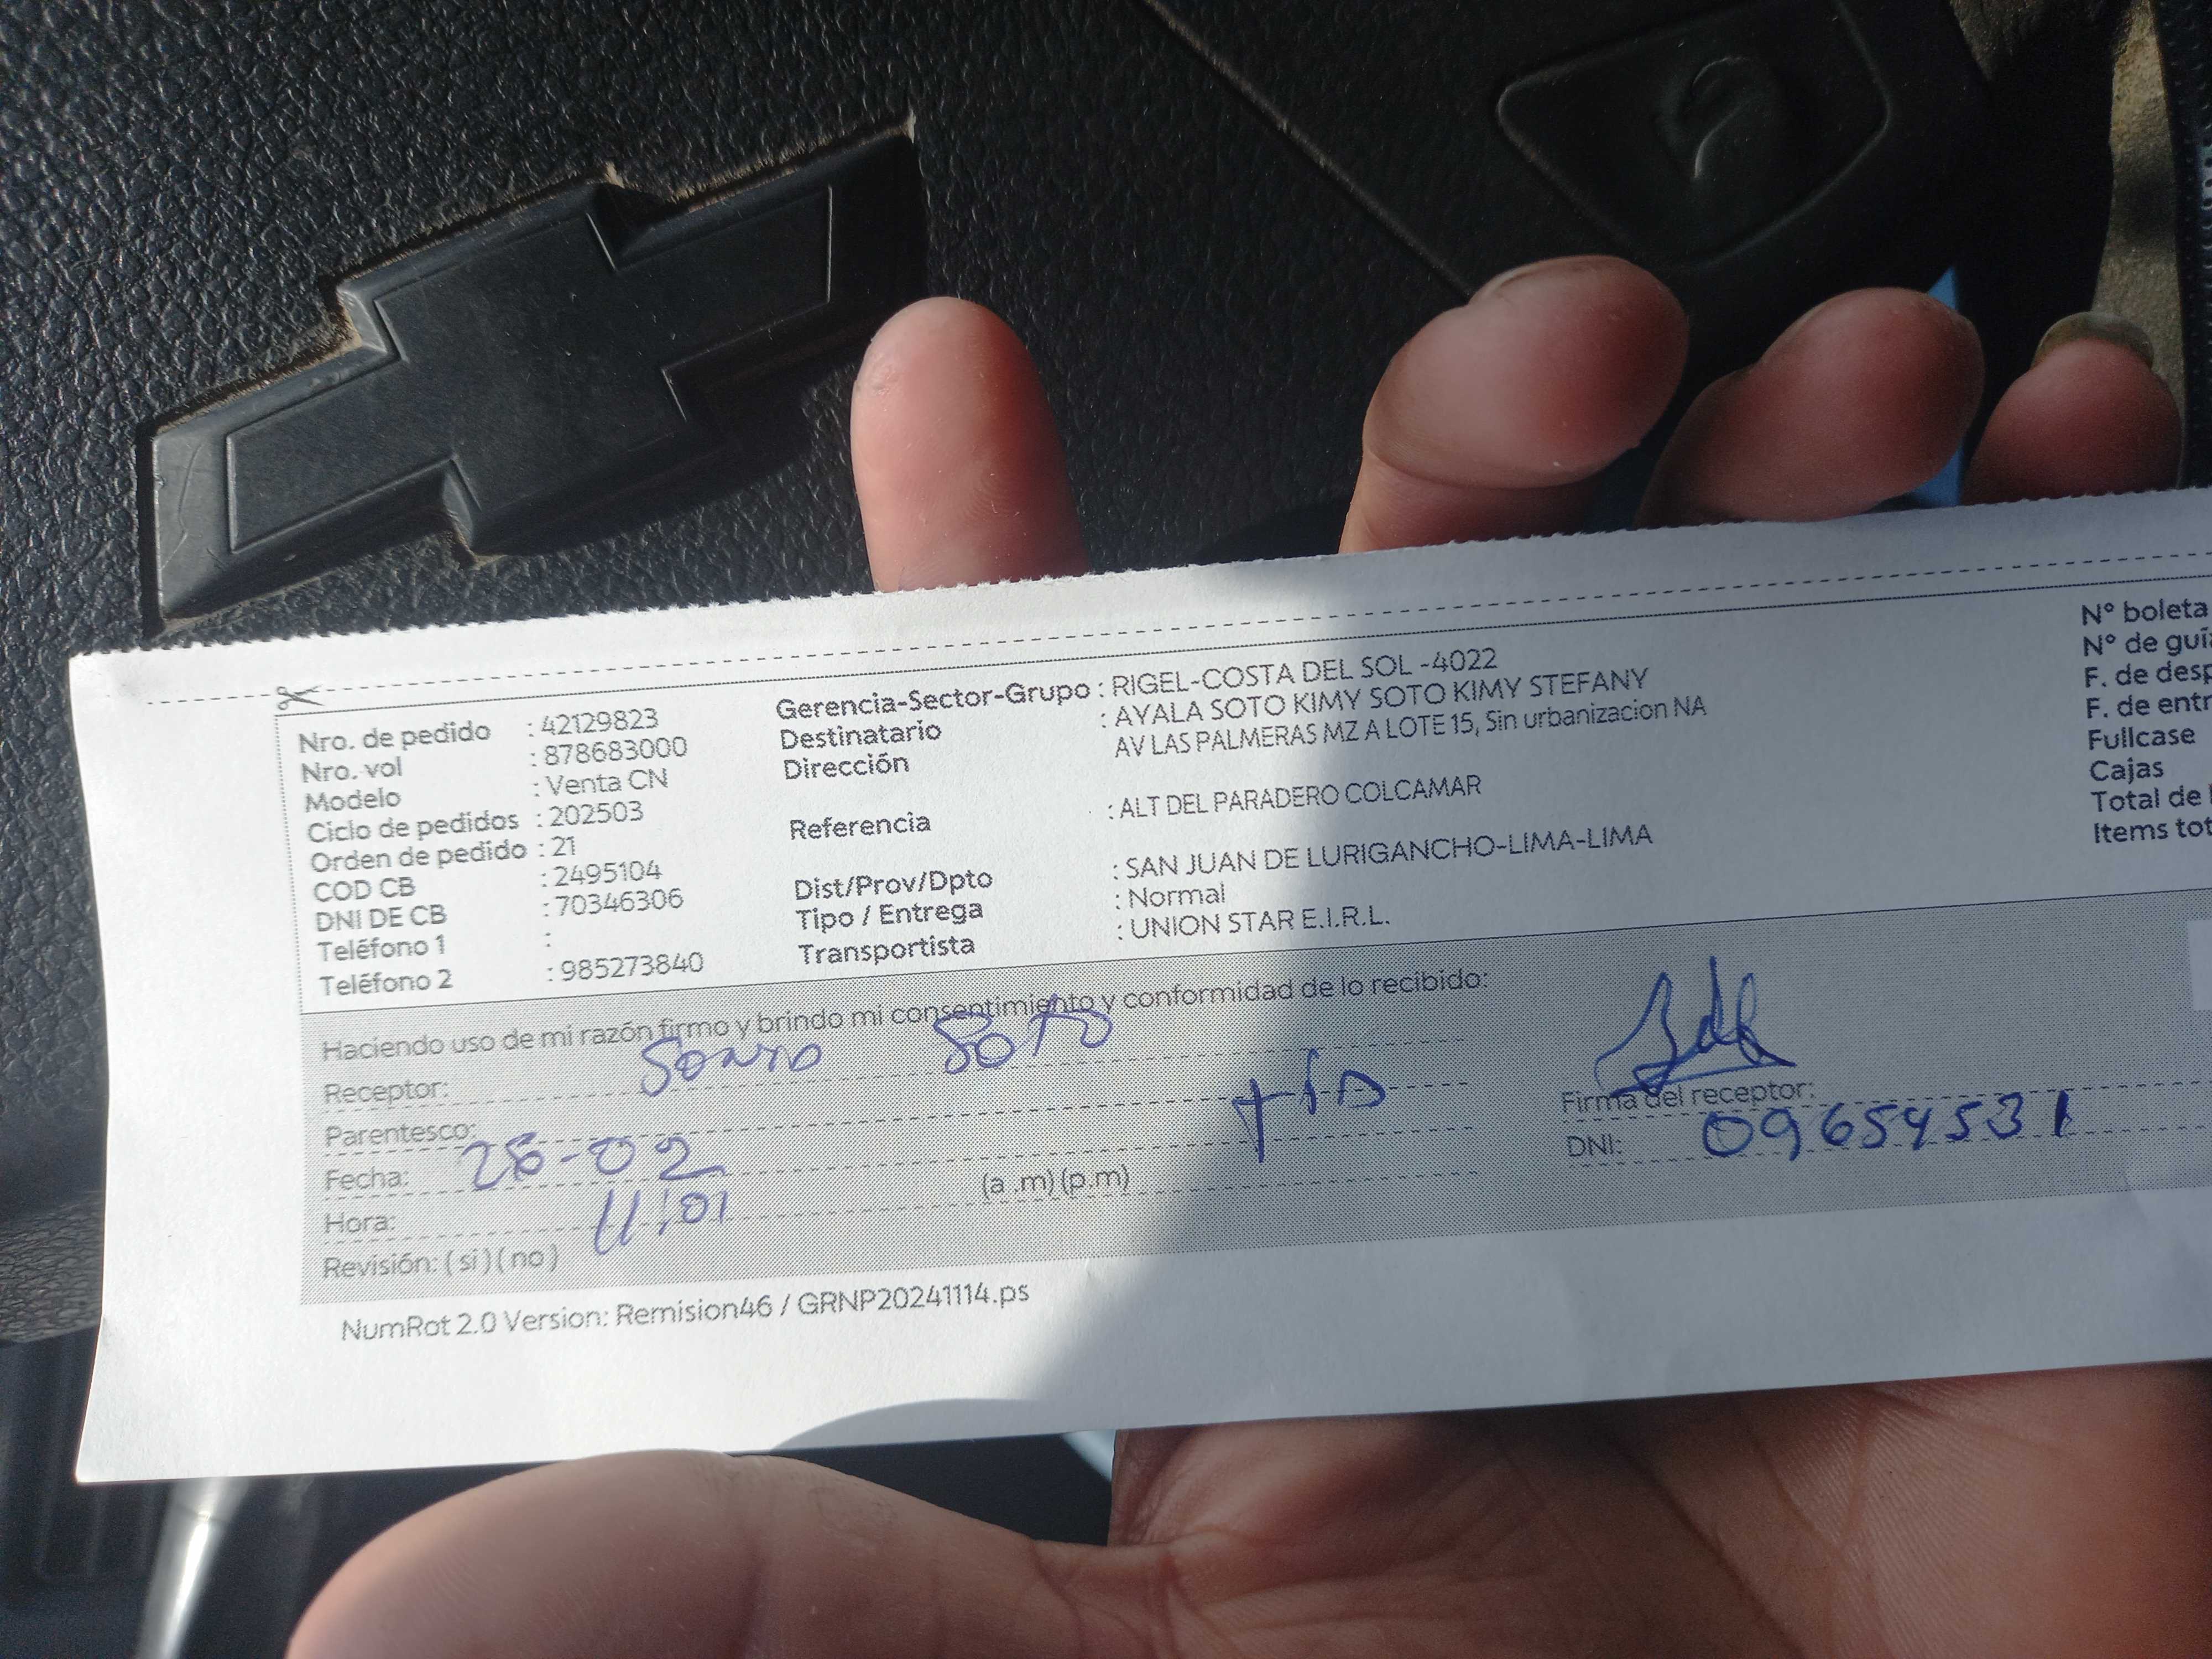 Nro. de pedido : 42129823
Nro. vol : 878683000
Modelo : Venta CN
Ciclo de pedidos : 202503
Orden de pedido : 21
COD CB : 2495104
DNI DE CB : 70346306
Teléfono 1 :
Teléfono 2 : 985273840
Gerencia-Sector-Grupo : RIGEL-COSTA DEL SOL -4022
Destinatario : AYALA SOTO KIMY SOTO KIMY STEFANY
Dirección AV LAS PALMERAS MZ A LOTE 15, Sin urbanizacion NA
Referencia : ALT DEL PARADERO COLCAMAR
Dist/Prov/Dpto : SAN JUAN DE LURIGANCHO-LIMA-LIMA
Tipo / Entrega : Normal
Transportista : UNION STAR E.I.R.L.
N° boleta
N° de guí
F. de desp
F. de entr
Fullcase
Cajas
Total de
Items tot
Haciendo uso de mi razón firmo y brindo mi consentimiento y conformidad de lo recibido:
Receptor: Soto
Parentesco: tía
Fecha: 28-02
Hora: 11:01 (a .m) (p.m)
Revisión: ( si ) ( no )
Firma del receptor:
DNI: 09654531
NumRot 2.0 Version: Remision46 / GRNP20241114.ps